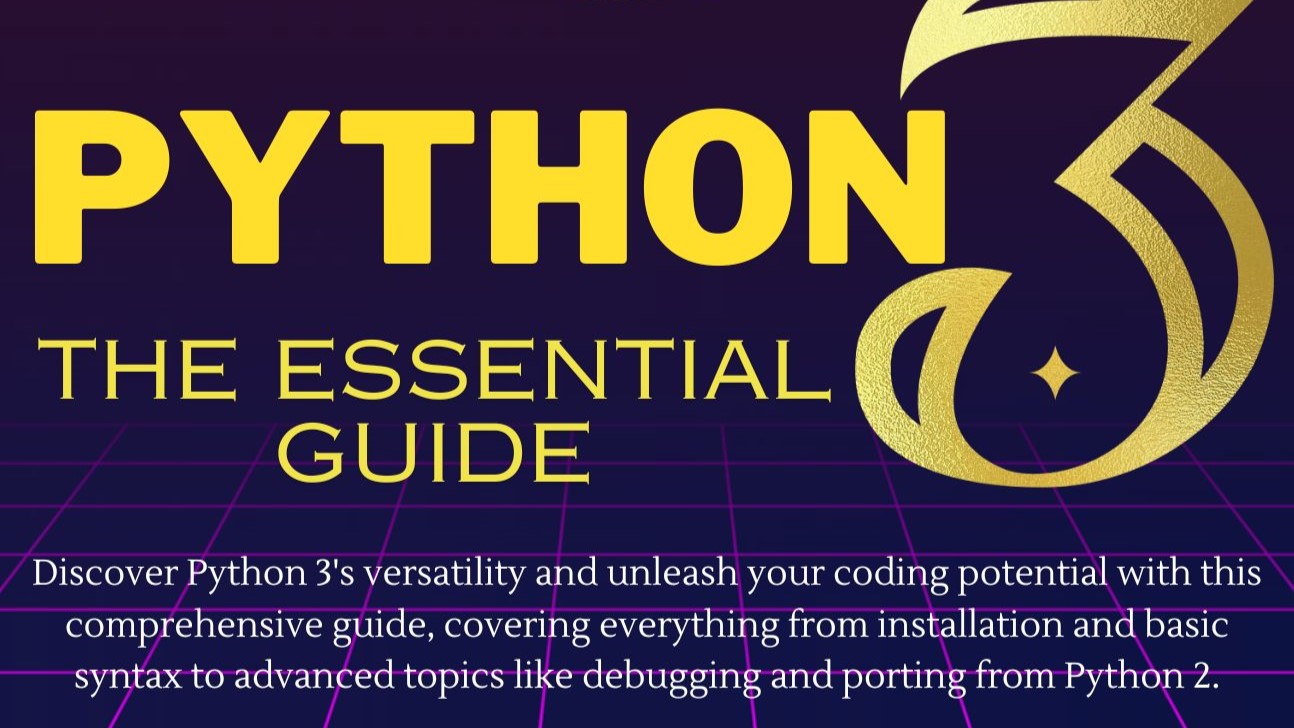 PYTHON 3
THE ESSENTIAL
GUIDE
Discover Python 3's versatility and unleash your coding potential with this
comprehensive guide, covering everything from installation and basic
syntax to advanced topics like debugging and porting from Python 2.